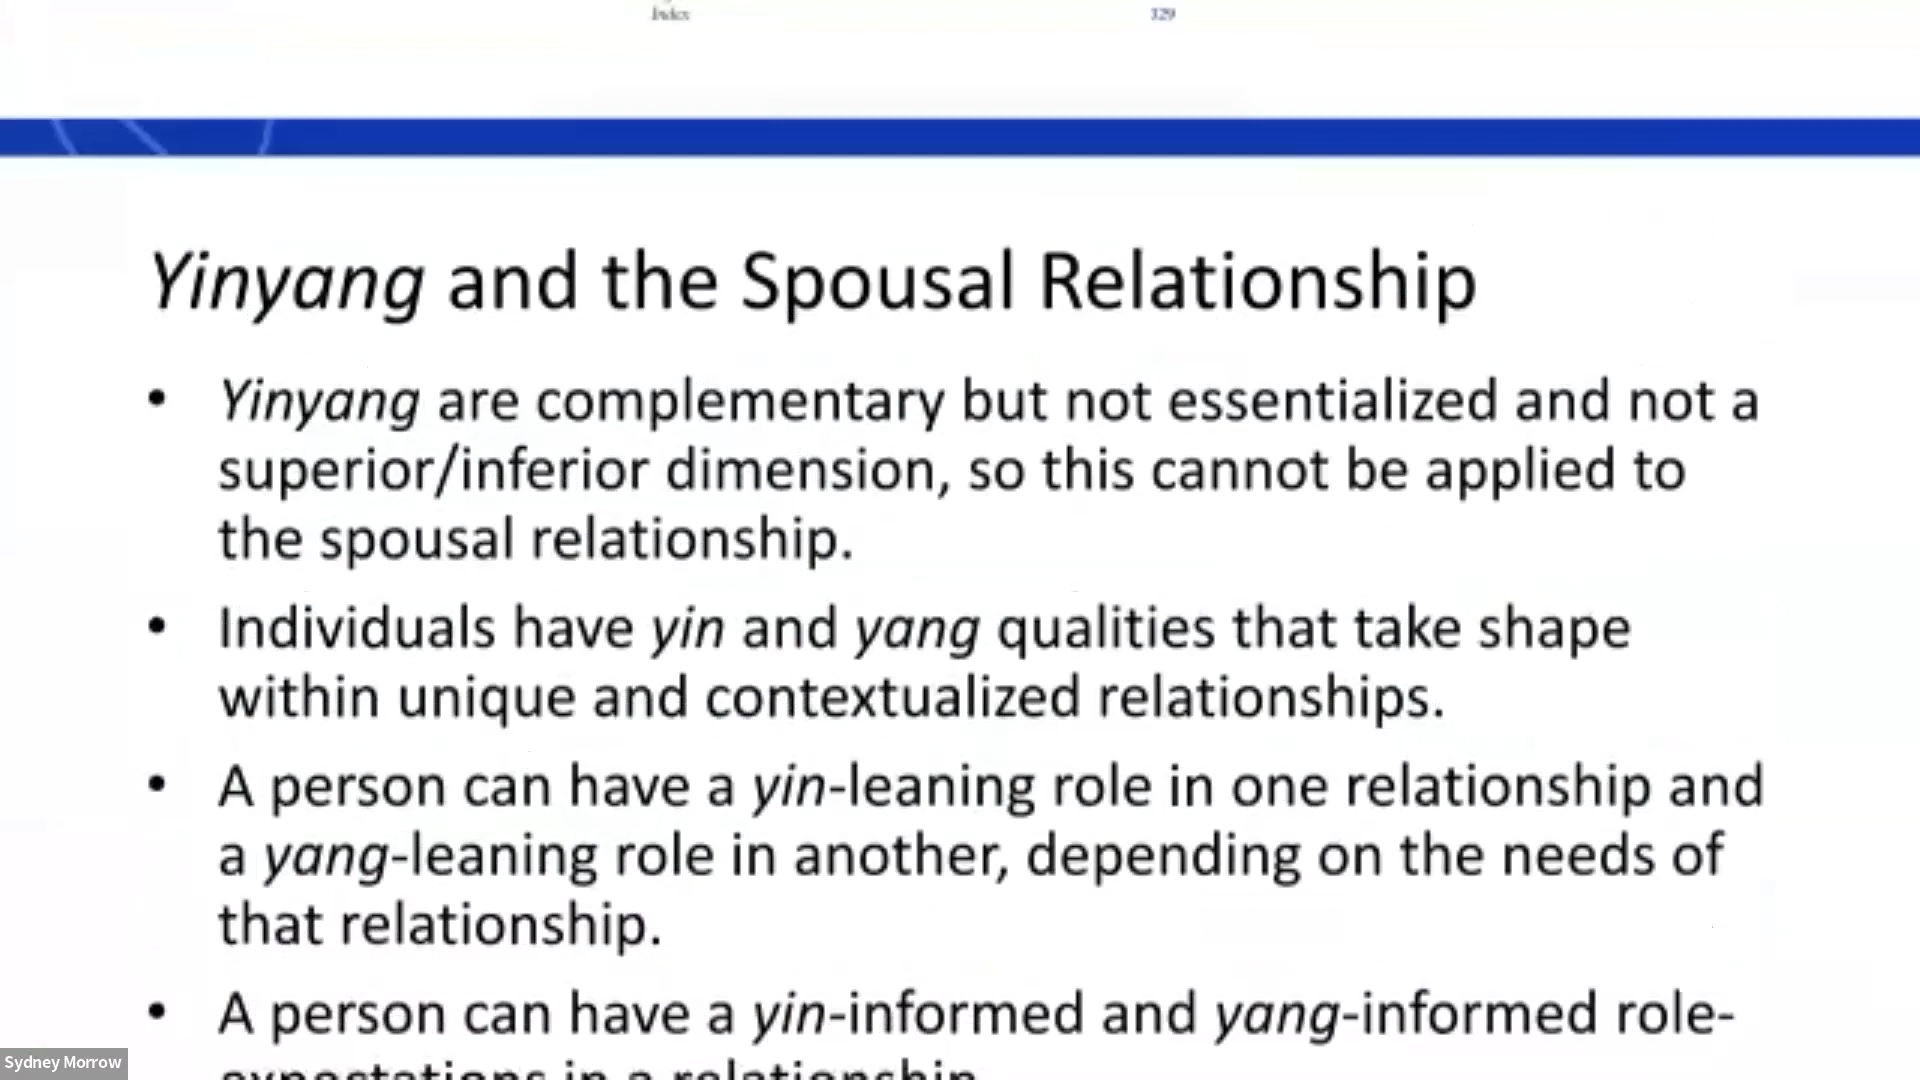 Index 329
Yinyang and the Spousal Relationship
• Yinyang are complementary but not essentialized and not a
superior/inferior dimension, so this cannot be applied to
the spousal relationship.
• Individuals have yin and yang qualities that take shape
within unique and contextualized relationships.
• A person can have a yin-leaning role in one relationship and
a yang-leaning role in another, depending on the needs of
that relationship.
• A person can have a yin-informed and yang-informed role-
expectations in a relationship.
Sydney Morrow